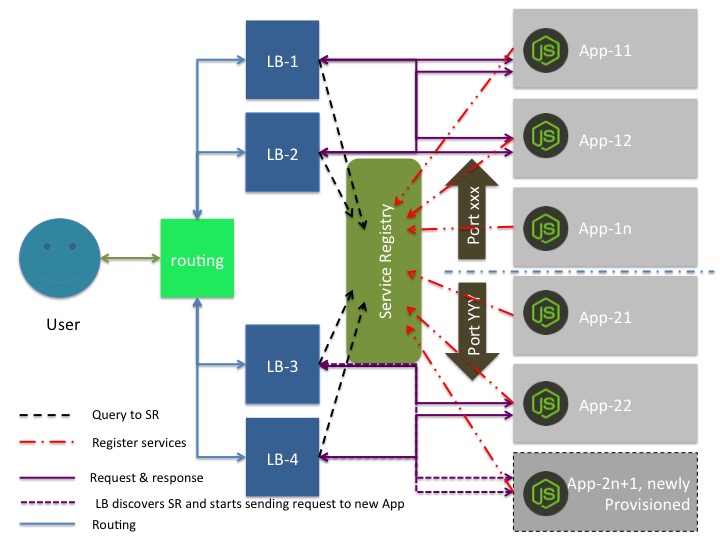 LB-1
JS
App-11
LB-2
JS
App-12
Port xxx
JS
App-1n
Service Registry
routing
User
JS
App-21
Port YYY
LB-3
JS
App-22
LB-4
JS
App-2n+1, newly
Provisioned
Query to SR
Register services
Request & response
LB discovers SR and starts sending request to new App
Routing